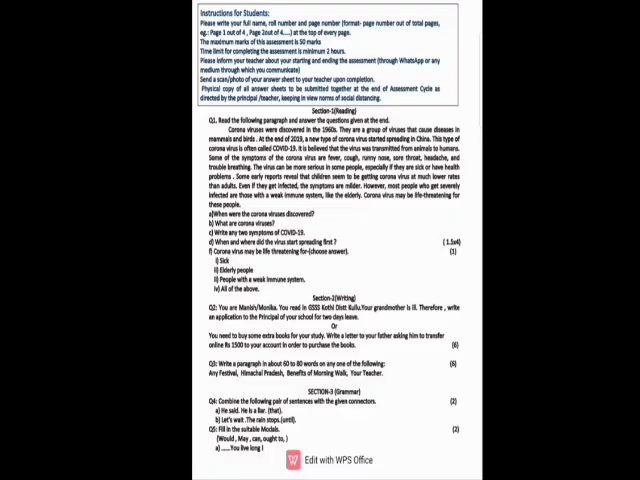 Instructions for Students:
Please write your full name, roll number and page number (format- page number out of total pages,
eg.: Page 1 out of 4 , Page 2out of 4.....) at the top of every page.
The maximum marks of this assessment is 50 marks
Time limit for completing the assessment is minimum 2 hours.
Please inform your teacher about your starting and ending the assessment (through WhatsApp or any
medium through which you communicate)
Send a scan/photo of your answer sheet to your teacher upon completion.
Physical copy of all answer sheets to be submitted together at the end of Assessment Cycle as
directed by the principal /teacher, keeping in view norms of social distancing.
Section-1(Reading)
Q1. Read the following paragraph and answer the questions given at the end.
Corona viruses were discovered in the 1960s. They are a group of viruses that cause diseases in
mammals and birds . At the end of 2019, a new type of corona virus started spreading in China. This type of
corona virus is often called COVID-19. It is believed that the virus was transmitted from animals to humans.
Some of the symptoms of the corona virus are fever, cough, runny nose, sore throat, headache, and
trouble breathing. The virus can be more serious in some people, especially if they are sick or have health
problems . Some early reports reveal that children seem to be getting corona virus at much lower rates
than adults. Even if they get infected, the symptoms are milder. However, most people who get severely
infected are those with a weak immune system, like the elderly. Corona virus may be life-threatening for
these people.
a)When were the corona viruses discovered?
b) What are corona viruses?
c) Write any two symptoms of COVID-19.
d) When and where did the virus start spreading first ? ( 1.5x4)
f) Corona virus may be life threatening for-(choose answer). (1)
i) Sick
ii) Elderly people
ii) People with a weak immune system.
iv) All of the above.
Section-2(Writing)
Q2: You are Manish/Monika. You read in GSSS Kothi Distt Kullu.Your grandmother is ill. Therefore , write
an application to the Principal of your school for two days leave.
Or
You need to buy some extra books for your study. Write a letter to your father asking him to transfer
online Rs 1500 to your account in order to purchase the books. (6)
Q3: Write a paragraph in about 60 to 80 words on any one of the following: (6)
Any Festival, Himachal Pradesh, Benefits of Morning Walk, Your Teacher.
SECTION-3 (Grammar)
Q4: Combine the following pair of sentences with the given connectors. (2)
a) He said. He is a liar. (that).
b) Let's wait .The rain stops.(until).
Q5: Fill in the suitable Modals. (2)
(Would , May , can, ought to, )
a) ......You live long !
Edit with WPS Office